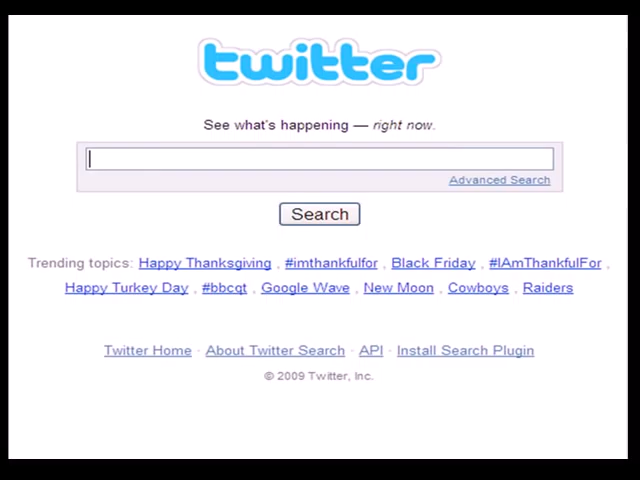 twitter
See what's happening — right now.
Advanced Search
Search
Trending topics: Happy Thanksgiving , #imthankfulfor , Black Friday , #IAmThankfulFor ,
Happy Turkey Day , #bbcqt , Google Wave , New Moon , Cowboys , Raiders
Twitter Home · About Twitter Search · API · Install Search Plugin
© 2009 Twitter, Inc.